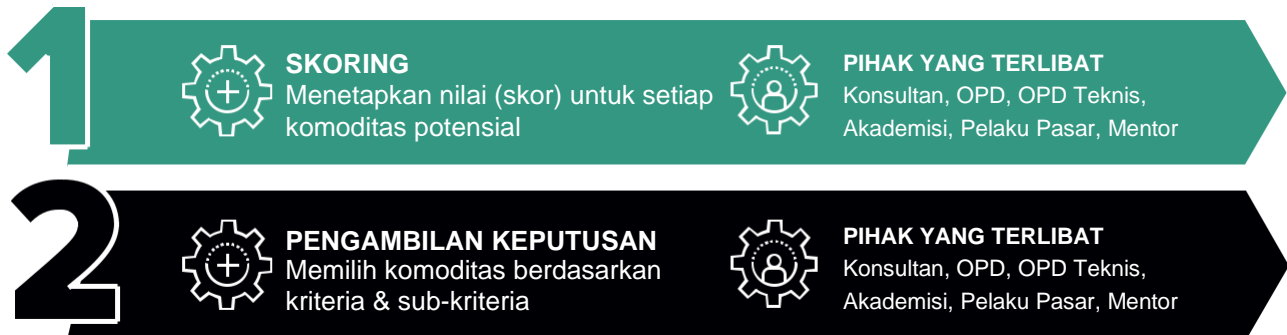 1
SKORING
Menetapkan nilai (skor) untuk setiap
komoditas potensial
PIHAK YANG TERLIBAT
Konsultan, OPD, OPD Teknis,
Akademisi, Pelaku Pasar, Mentor
2
PENGAMBILAN KEPUTUSAN
Memilih komoditas berdasarkan
kriteria & sub-kriteria
PIHAK YANG TERLIBAT
Konsultan, OPD, OPD Teknis,
Akademisi, Pelaku Pasar, Mentor